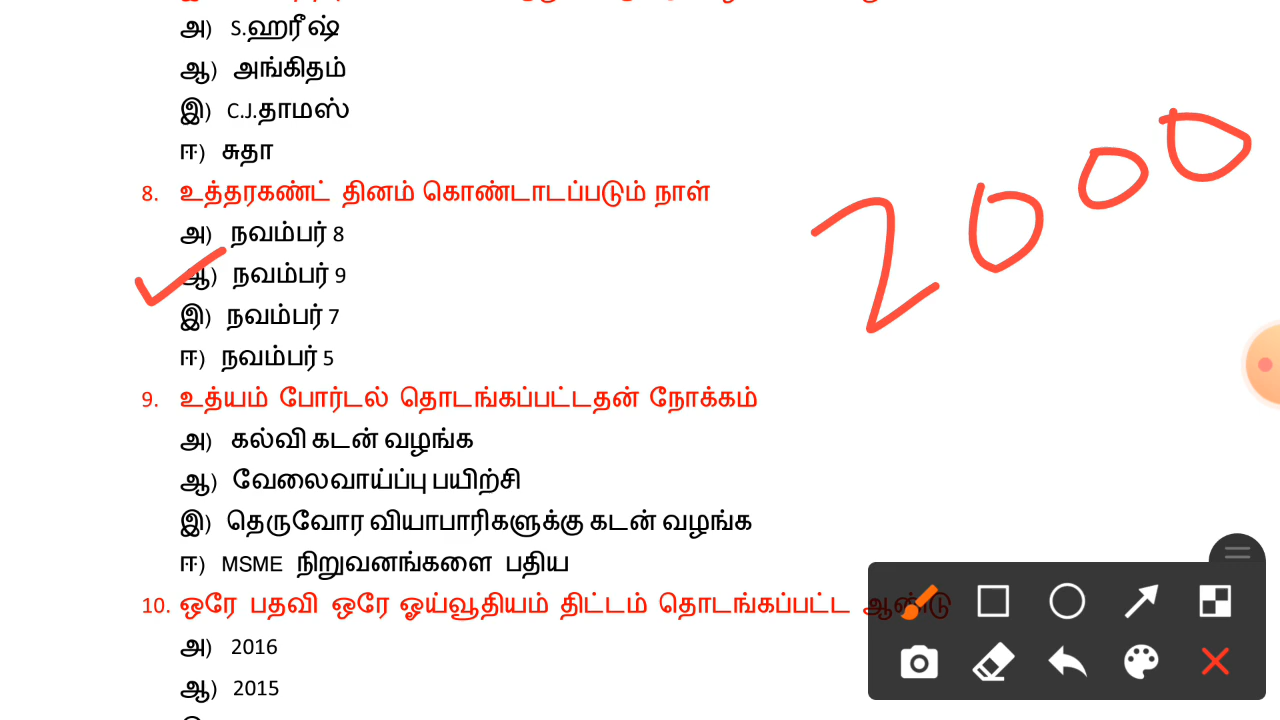 அ) S.ஹரீஷ்
ஆ) அங்கிதம்
இ) C.J.தாமஸ்
ஈ) சுதா
8. உத்தரகண்ட் தினம் கொண்டாடப்படும் நாள்
அ) நவம்பர் 8
ஆ) நவம்பர் 9
இ) நவம்பர் 7
ஈ) நவம்பர் 5
2000
9. உத்யம் போர்டல் தொடங்கப்பட்டதன் நோக்கம்
அ) கல்வி கடன் வழங்க
ஆ) வேலைவாய்ப்பு பயிற்சி
இ) தெருவோர வியாபாரிகளுக்கு கடன் வழங்க
ஈ) MSME நிறுவனங்களை பதிய
10. ஒரே பதவி ஒரே ஓய்வூதியம் திட்டம் தொடங்கப்பட்ட ஆண்டு
அ) 2016
ஆ) 2015